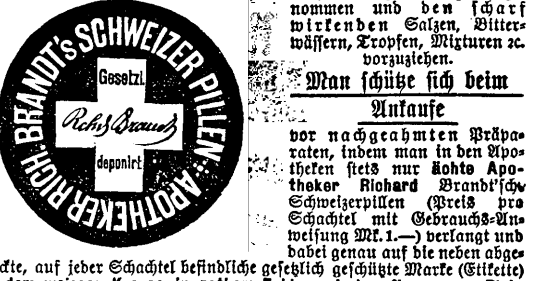 APOTHEKER RICH. BRANDT's SCHWEIZER PILLEN
Gesetzl.
Rchd Brandt
deponirt.
nommen und den scharf
wirkenden Salzen, Bitter-
wässern, Tropfen, Mixturen ꝛc.
vorzuziehen.
Man schütze sich beim
Ankaufe
vor nachgeahmten Präpa-
raten, indem man in den Apo-
theken stets nur ächte Apo-
theker Richard Brandt'sche
Schweizerpillen (Preis pro
Schachtel mit Gebrauchs-An-
weisung Mk. 1.—) verlangt und
dabei genau auf die neben abge-
ckte, auf jeder Schachtel befindliche gesetzlich geschützte Marke (Etikette)